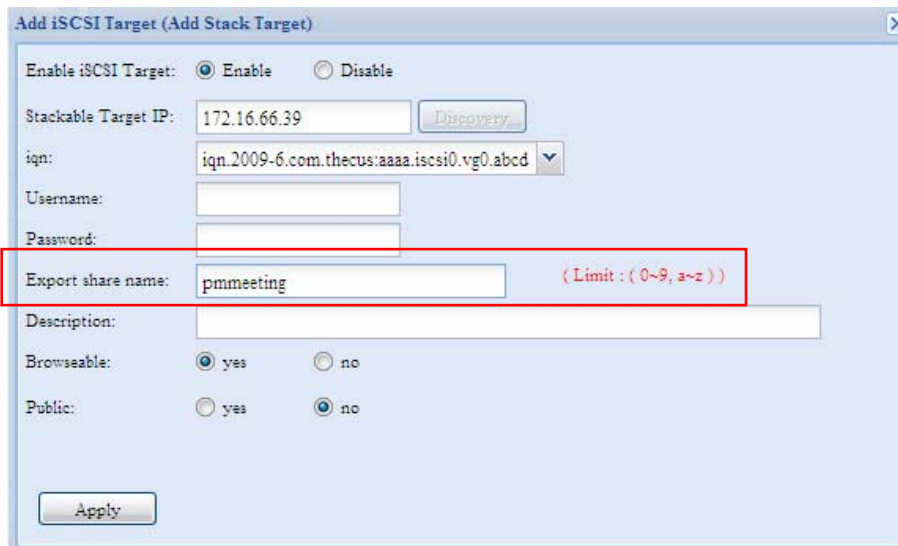 Add iSCSI Target (Add Stack Target)
Enable iSCSI Target: Enable Disable
Stackable Target IP: 172.16.66.39 Discovery
iqn: iqn.2009-6.com.thecus:aaaa.iscsi0.vg0.abcd
Username:
Password:
Export share name: pmmeeting ( Limit : ( 0~9, a~z ) )
Description:
Browseable: yes no
Public: yes no
Apply